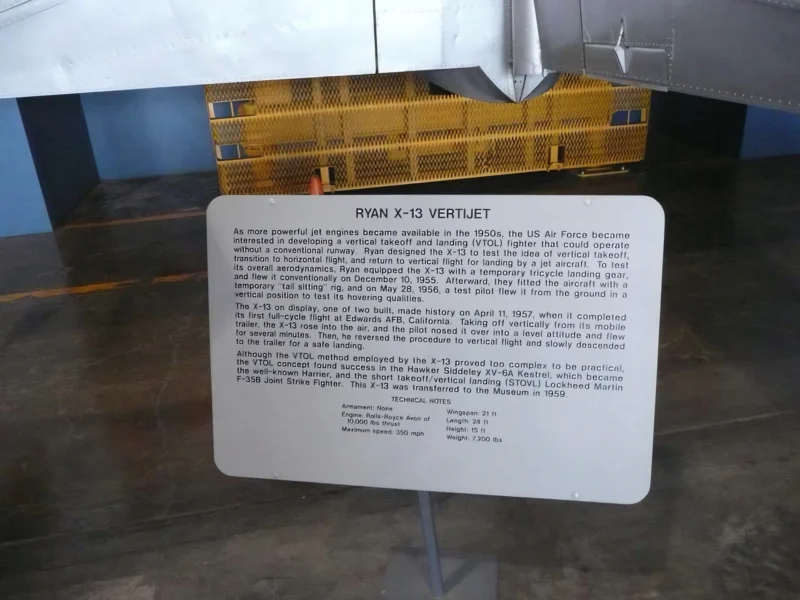 RYAN X-13 VERTIJET
As more powerful jet engines became available in the 1950s, the US Air Force became
interested in developing a vertical takeoff and landing (VTOL) fighter that could operate
without a conventional runway. Ryan designed the X-13 to test the idea of vertical takeoff,
transition to horizontal flight, and return to vertical flight for landing by a jet aircraft. To test
its overall aerodynamics, Ryan equipped the X-13 with a temporary tricycle landing gear,
and flew it conventionally on December 10, 1955. Afterward, they fitted the aircraft with a
temporary "tail sitting" rig, and on May 28, 1956, a test pilot flew it from the ground in a
vertical position to test its hovering qualities.
The X-13 on display, one of two built, made history on April 11, 1957, when it completed
its first full-cycle flight at Edwards AFB, California. Taking off vertically from its mobile
trailer, the X-13 rose into the air, and the pilot nosed it over into a level attitude and flew
for several minutes. Then, he reversed the procedure to vertical flight and slowly descended
to the trailer for a safe landing.
Although the VTOL method employed by the X-13 proved too complex to be practical,
the VTOL concept found success in the Hawker Siddeley XV-6A Kestrel, which became
the well-known Harrier, and the short takeoff/vertical landing (STOVL) Lockheed Martin
F-35B Joint Strike Fighter. This X-13 was transferred to the Museum in 1959.
TECHNICAL NOTES
Armament: None
Engine: Rolls-Royce Avon of
10,000 lbs thrust
Maximum speed: 350 mph
Wingspan: 21 ft
Length: 24 ft
Height: 15 ft
Weight: 7,200 lbs